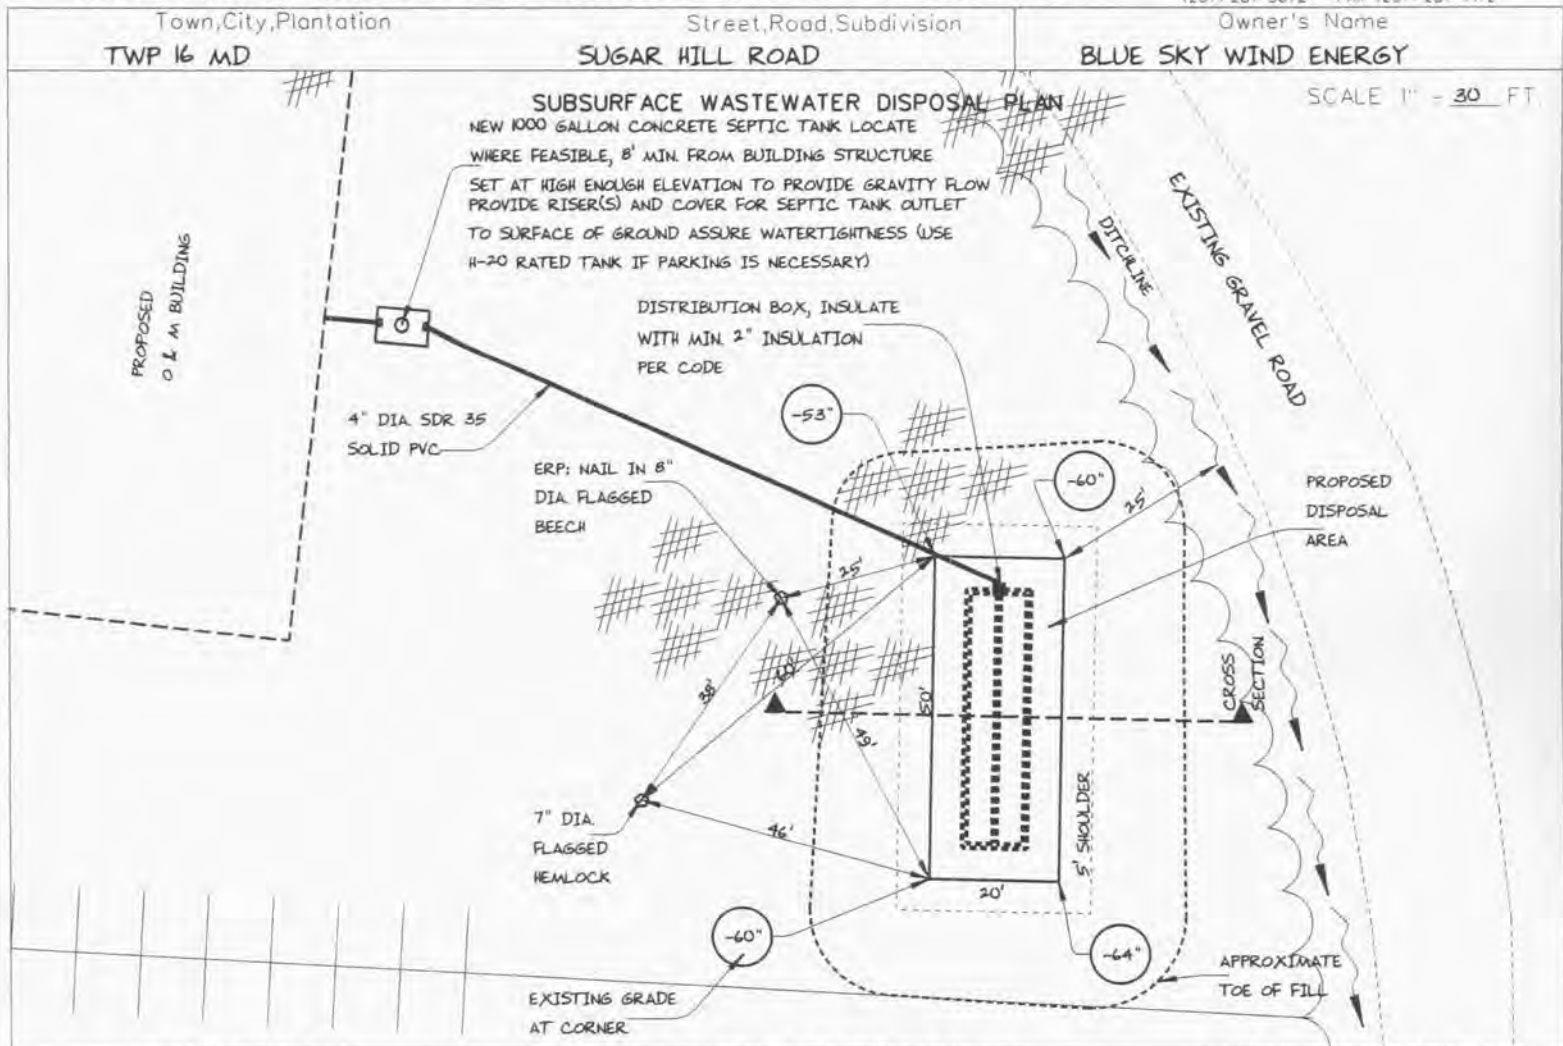 Town,City,Plantation
Street,Road,Subdivision
Owner's Name
TWP 16 MD
SUGAR HILL ROAD
BLUE SKY WIND ENERGY
SUBSURFACE WASTEWATER DISPOSAL PLAN
SCALE 1" - 30 FT.
NEW 1000 GALLON CONCRETE SEPTIC TANK LOCATE
WHERE FEASIBLE, 8' MIN. FROM BUILDING STRUCTURE
SET AT HIGH ENOUGH ELEVATION TO PROVIDE GRAVITY FLOW
PROVIDE RISER(S) AND COVER FOR SEPTIC TANK OUTLET
TO SURFACE OF GROUND ASSURE WATERTIGHTNESS (USE
H-20 RATED TANK IF PARKING IS NECESSARY)
PROPOSED
O & M BUILDING
DITCHLINE
EXISTING GRAVEL ROAD
DISTRIBUTION BOX, INSULATE
WITH MIN. 2" INSULATION
PER CODE
4" DIA. SDR 35
SOLID PVC
-53"
-60"
25'
ERP: NAIL IN 8"
DIA. FLAGGED
BEECH
PROPOSED
DISPOSAL
AREA
25'
38'
60'
50'
49'
46'
CROSS
SECTION
7" DIA.
FLAGGED
HEMLOCK
5' SHOULDER
20'
-60"
-64"
APPROXIMATE
TOE OF FILL
EXISTING GRADE
AT CORNER